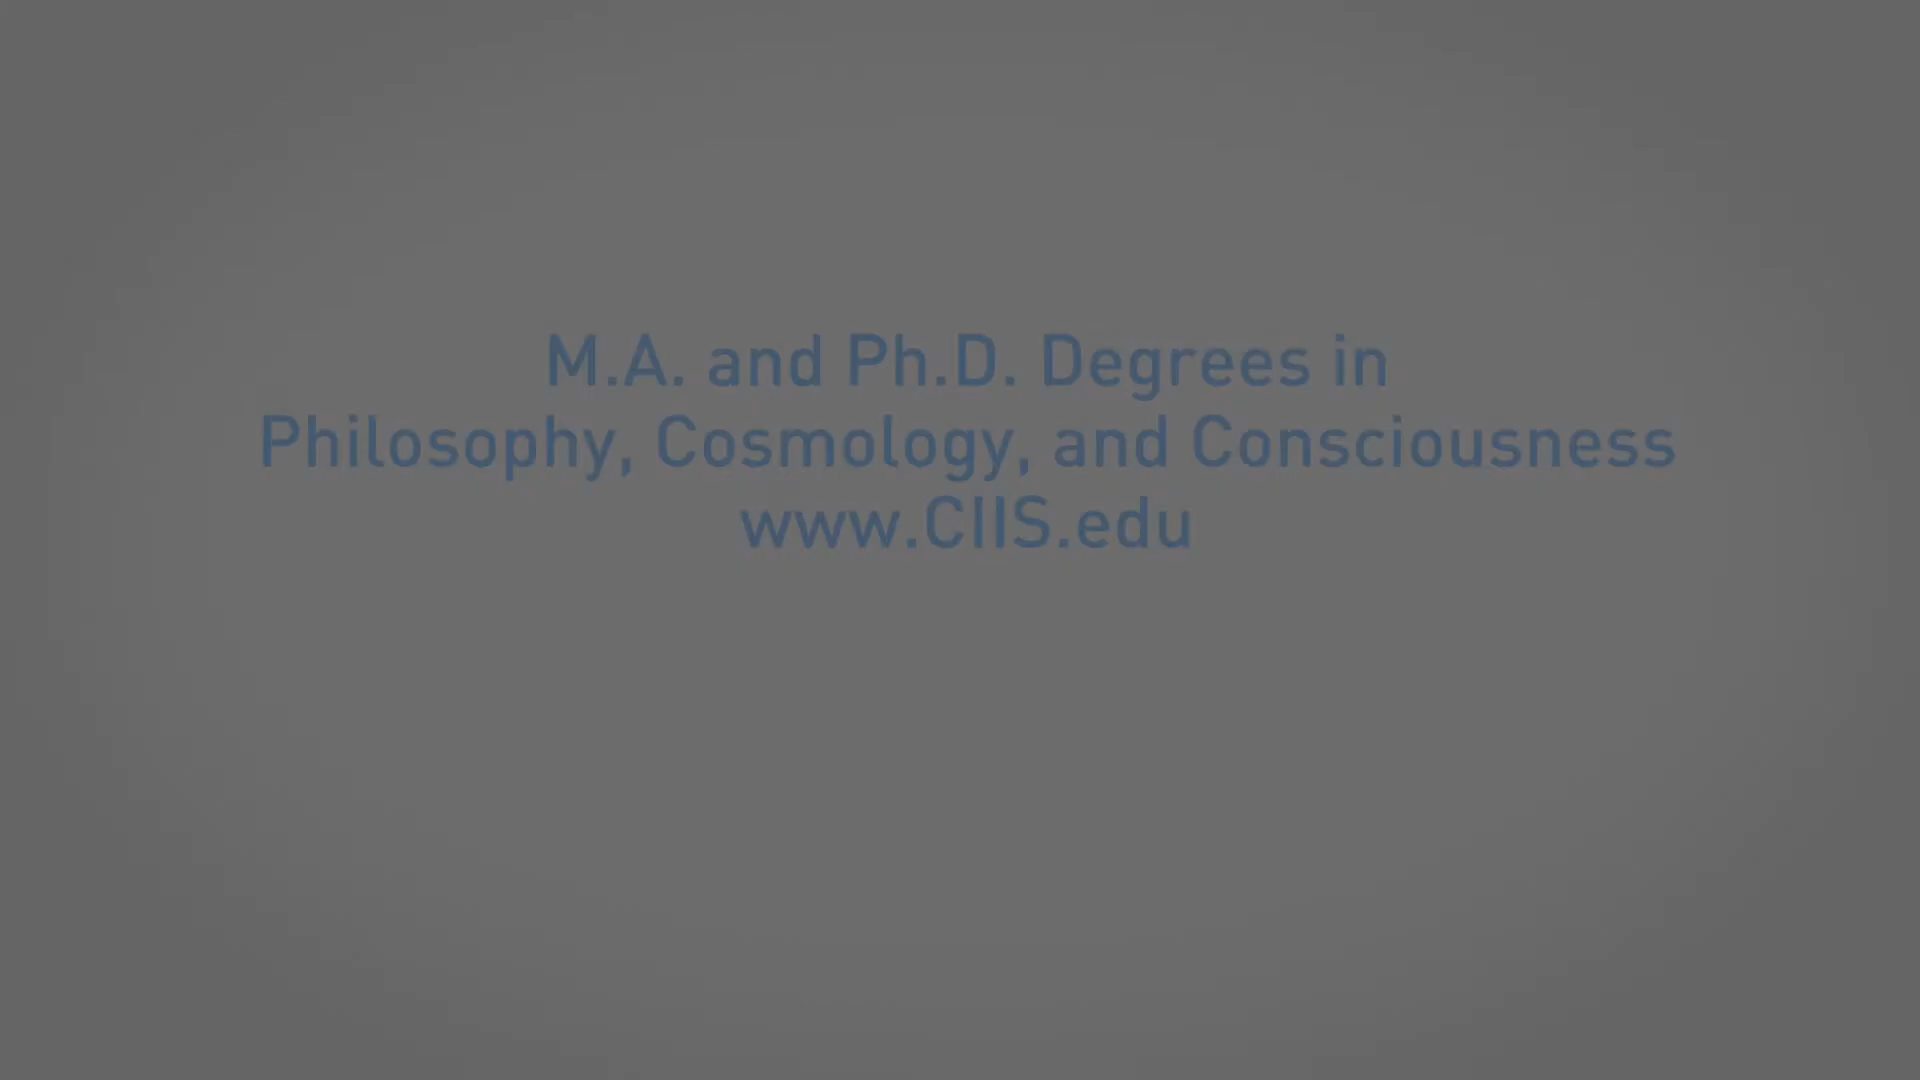 M.A. and Ph.D. Degrees in
Philosophy, Cosmology, and Consciousness
www.CIIS.edu